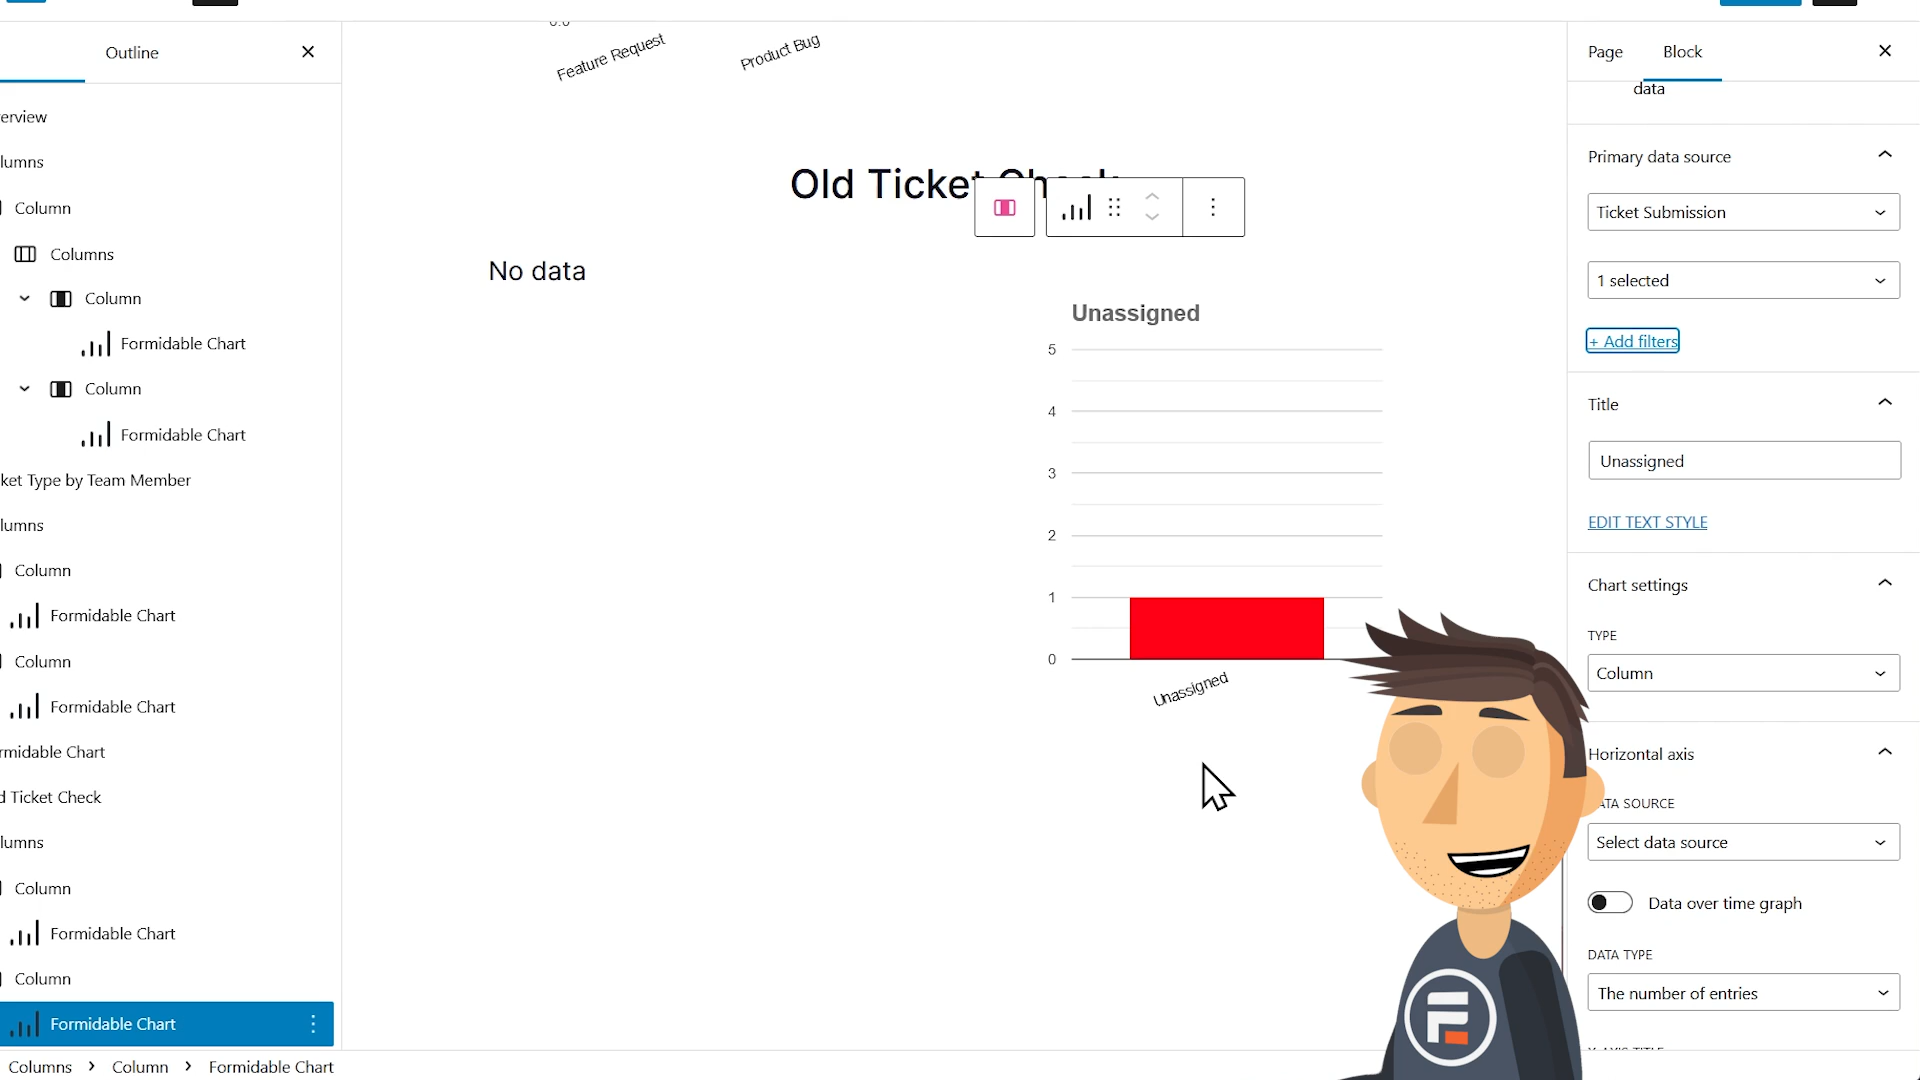 Outline
erview
lumns
Column
Columns
Column
Formidable Chart
Column
Formidable Chart
ket Type by Team Member
lumns
Column
Formidable Chart
Column
Formidable Chart
rmidable Chart
d Ticket Check
lumns
Column
Formidable Chart
Column
Formidable Chart
Columns > Column > Formidable Chart
0.0
Feature Request
Product Bug
Old Ticket Check
No data
Unassigned
5
4
3
2
1
0
Unassigned
Page
Block
data
Primary data source
Ticket Submission
1 selected
+ Add filters
Title
Unassigned
EDIT TEXT STYLE
Chart settings
TYPE
Column
Horizontal axis
ATA SOURCE
Select data source
Data over time graph
DATA TYPE
The number of entries